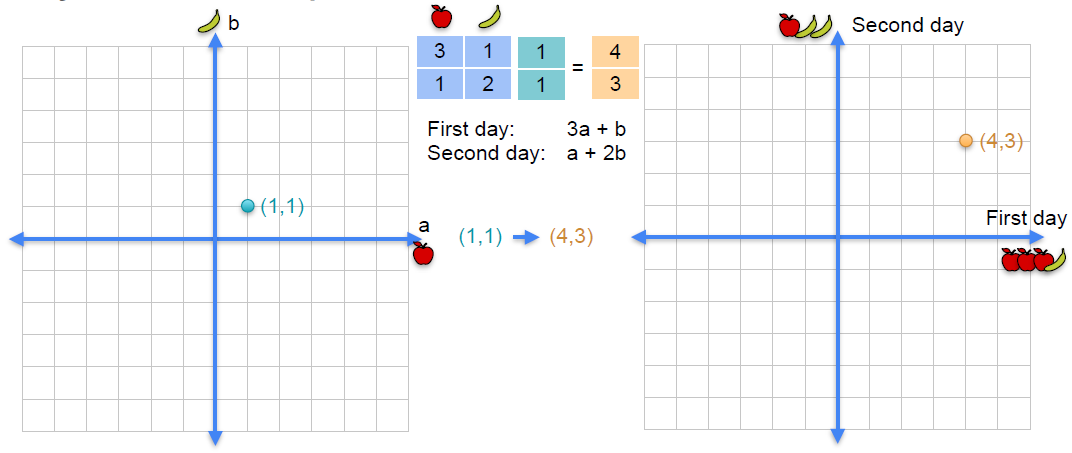 b
Second day
3 1 1 = 4
1 2 1 3
First day: 3a + b
Second day: a + 2b
(4,3)
(1,1)
a
First day
(1,1) (4,3)